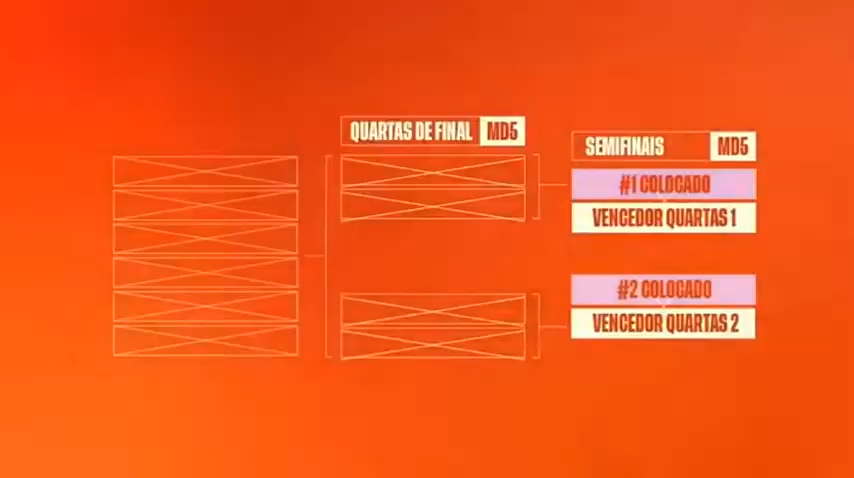 QUARTAS DE FINAL MD5
SEMIFINAIS MD5
#1 COLOCADO
VENCEDOR QUARTAS 1
#2 COLOCADO
VENCEDOR QUARTAS 2